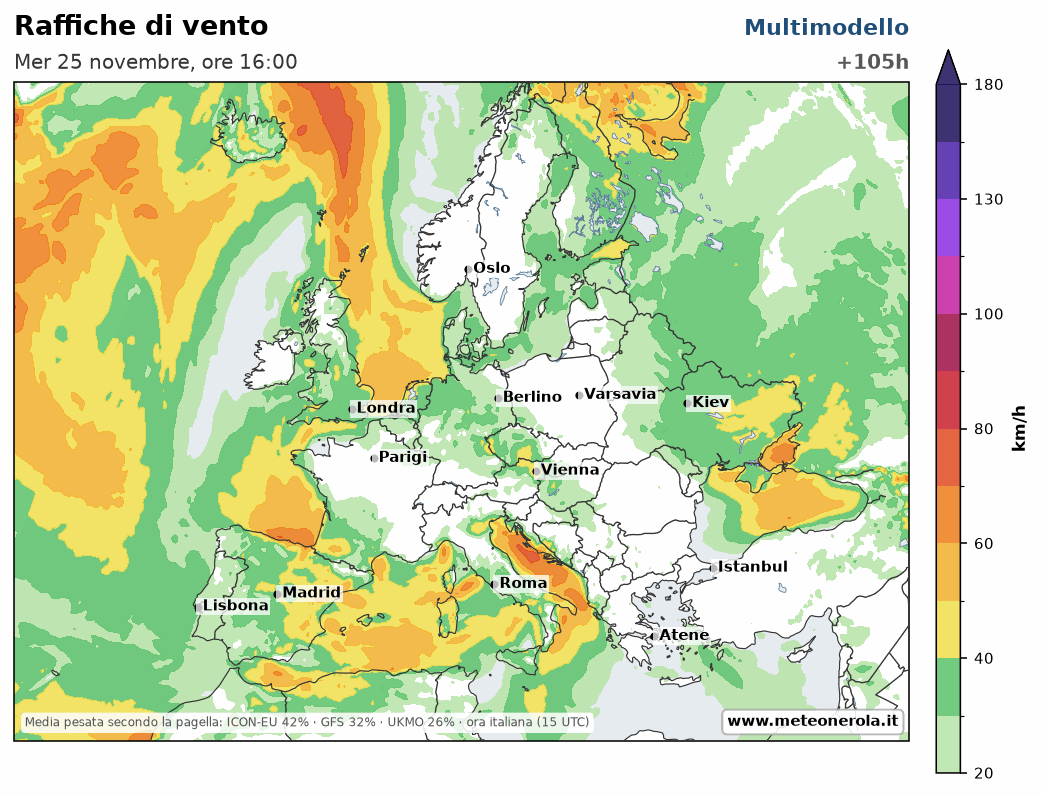 Raffiche di vento
Multimodello
Mer 25 novembre, ore 16:00
+105h
180
130
100
80
60
40
20
km/h
Oslo
Berlino
Varsavia
Kiev
Londra
Parigi
Vienna
Istanbul
Roma
Madrid
Lisbona
Atene
Media pesata secondo la pagella: ICON-EU 42% · GFS 32% · UKMO 26% · ora italiana (15 UTC)
www.meteonerola.it